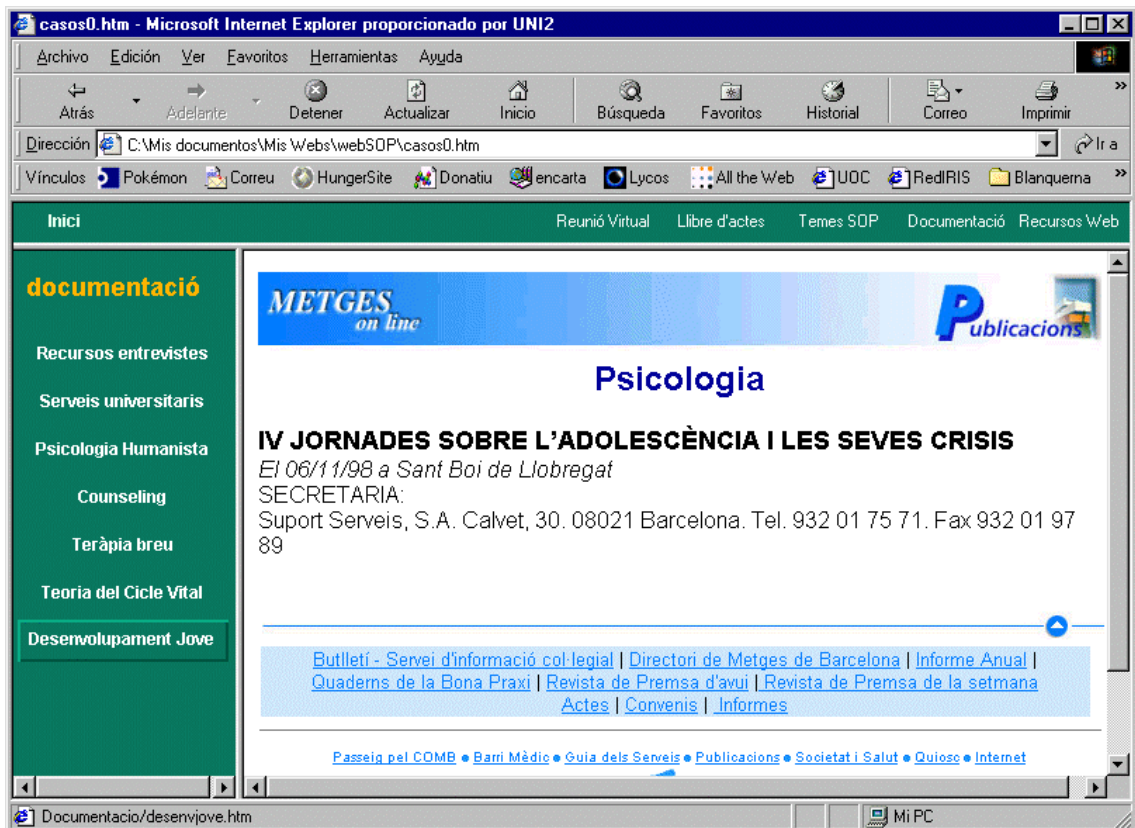 casos0.htm - Microsoft Internet Explorer proporcionado por UNI2
Archivo Edición Ver Favoritos Herramientas Ayuda
Atrás Adelante Detener Actualizar Inicio Búsqueda Favoritos Historial Correo Imprimir »
Dirección C:\Mis documentos\Mis Webs\webSOP\casos0.htm Ir a
Vínculos Pokémon Correu HungerSite Donatiu encarta Lycos All the Web UOC RedIRIS Blanquerna »
Inici Reunió Virtual Llibre d'actes Temes SOP Documentació Recursos Web
documentació
Recursos entrevistes
Serveis universitaris
Psicologia Humanista
Counseling
Teràpia breu
Teoria del Cicle Vital
Desenvolupament Jove
METGES
on line
Publicacions
Psicologia
IV JORNADES SOBRE L'ADOLESCÈNCIA I LES SEVES CRISIS
El 06/11/98 a Sant Boi de Llobregat
SECRETARIA:
Suport Serveis, S.A. Calvet, 30. 08021 Barcelona. Tel. 932 01 75 71. Fax 932 01 97
89
Butlletí - Servei d'informació col·legial | Directori de Metges de Barcelona | Informe Anual |
Quaderns de la Bona Praxi | Revista de Premsa d'avui | Revista de Premsa de la setmana
Actes | Convenis | Informes
Passeig pel COMB • Barri Mèdic • Guia dels Serveis • Publicacions • Societat i Salut • Quiosc • Internet
Documentacio/desenvjove.htm Mi PC